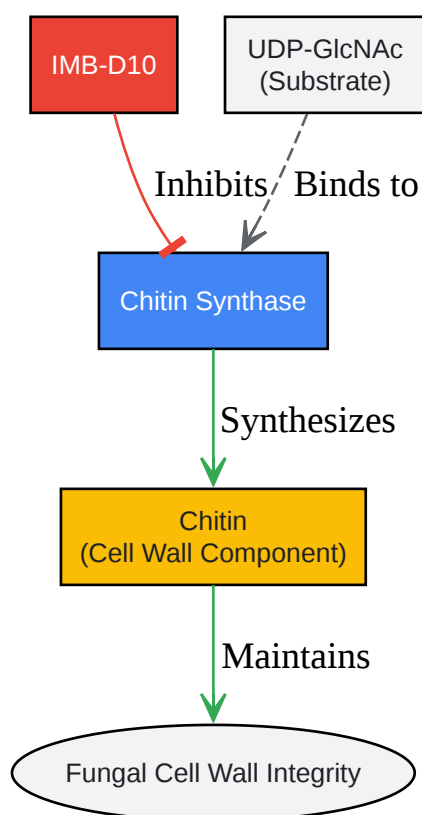 IMB-D10
UDP-GlcNAc
(Substrate)
Inhibits
Binds to
Chitin Synthase
Synthesizes
Chitin
(Cell Wall Component)
Maintains
Fungal Cell Wall Integrity